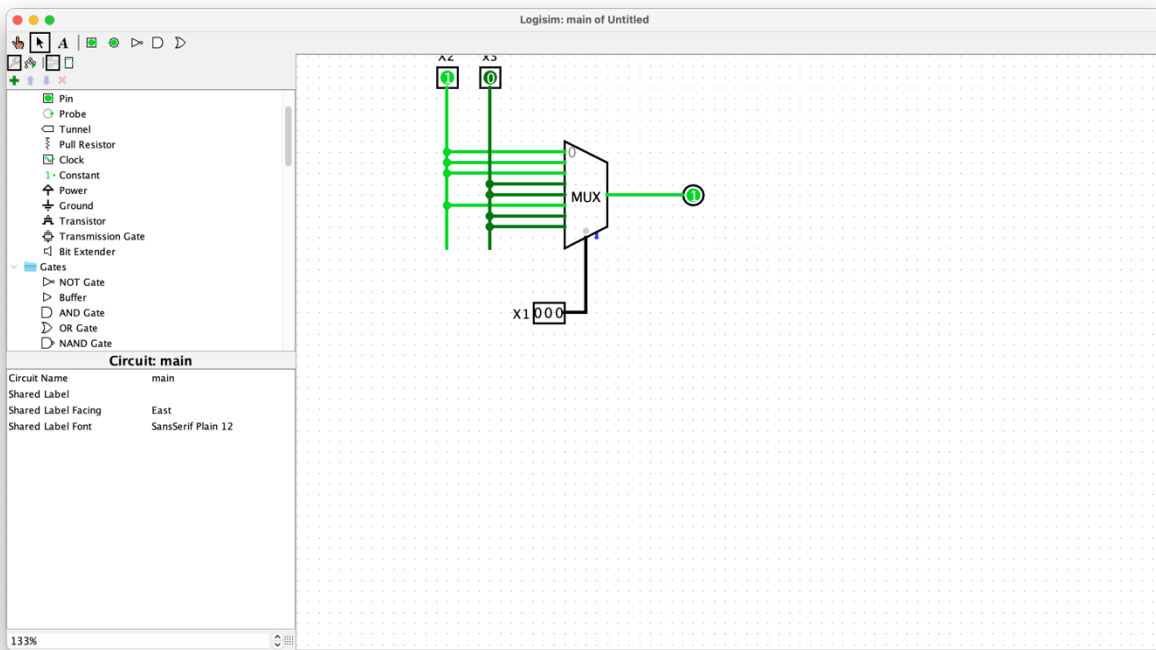 Logisim: main of Untitled
A
X2 X3
1 0
Pin
Probe
Tunnel
Pull Resistor
Clock
1 Constant
Power
Ground
Transistor
Transmission Gate
Bit Extender
Gates
NOT Gate
Buffer
AND Gate
OR Gate
NAND Gate
0
MUX
1
X1 000
Circuit: main
Circuit Name main
Shared Label
Shared Label Facing East
Shared Label Font SansSerif Plain 12
133%